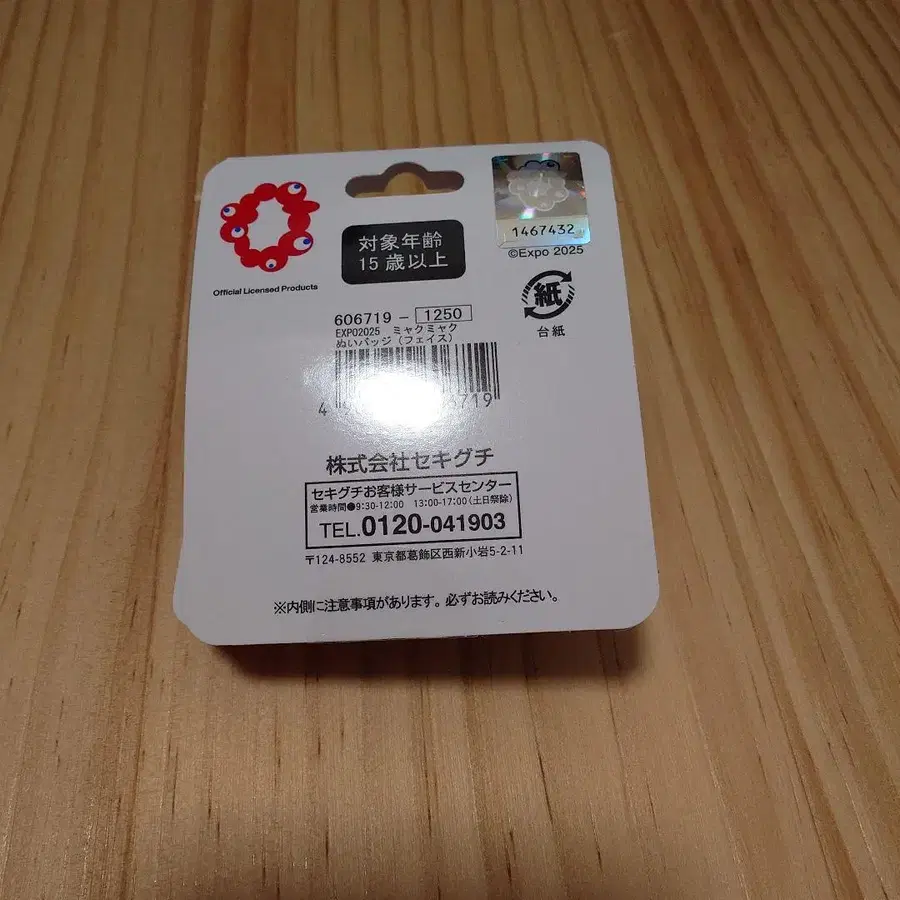 Official Licensed Products
対象年齢
15歳以上
1467432
©Expo 2025
紙
台紙
606719 - 1250
EXPO2025 ミャクミャク
ぬいバッジ(フェイス)
4 719
株式会社セキグチ
セキグチお客様サービスセンター
営業時間●9:30-12:00 13:00-17:00(土日祭除)
TEL.0120-041903
〒124-8552 東京都葛飾区西新小岩5-2-11
※内側に注意事項があります。必ずお読みください。